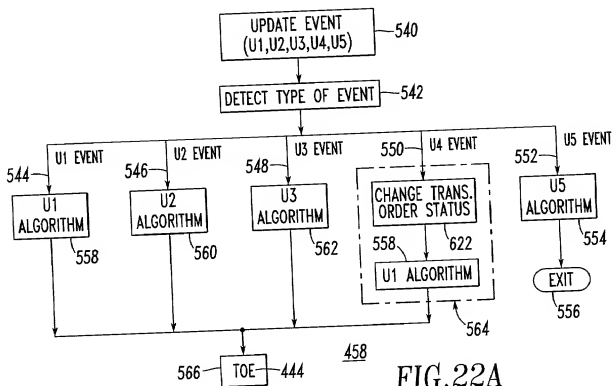 UPDATE EVENT
(U1,U2,U3,U4,U5)
540
DETECT TYPE OF EVENT
542
U1 EVENT
U2 EVENT
U3 EVENT
U4 EVENT
U5 EVENT
544
546
548
550
552
U1
ALGORITHM
558
U2
ALGORITHM
560
U3
ALGORITHM
562
CHANGE TRANS.
ORDER STATUS
622
558
U1 ALGORITHM
564
U5
ALGORITHM
554
EXIT
556
566
TOE
444
458
FIG.22A